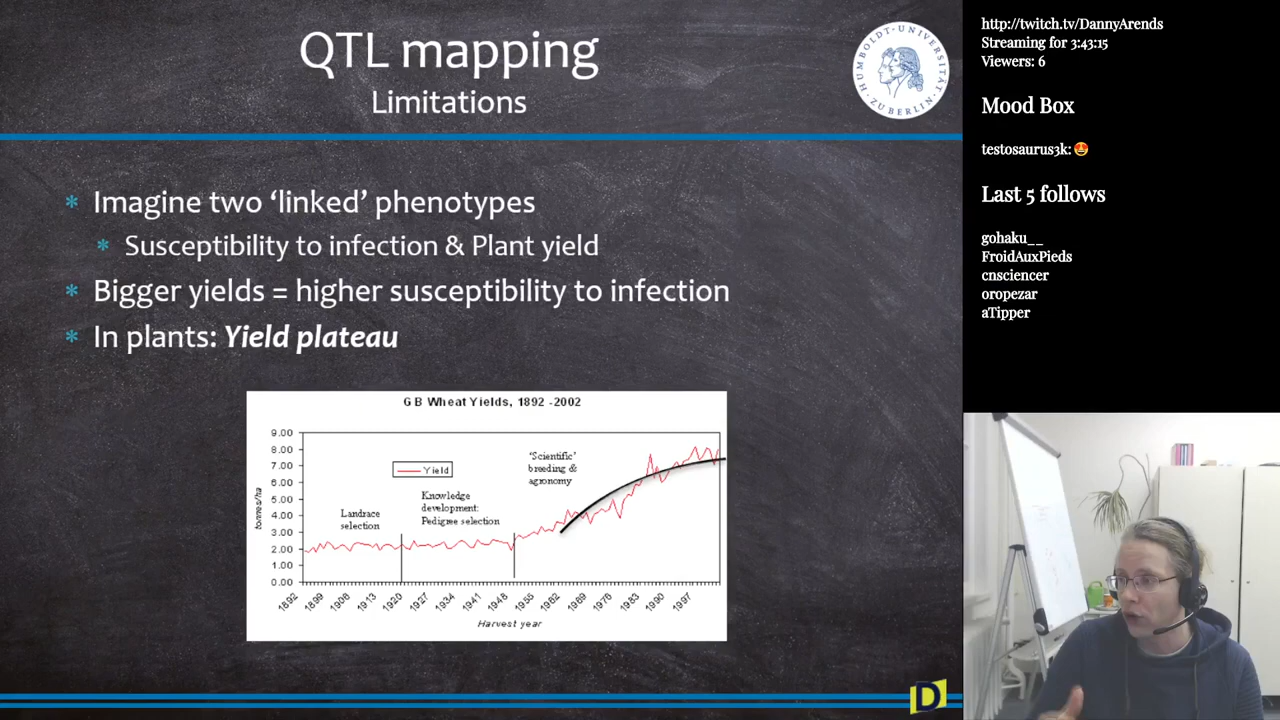 QTL mapping
Limitations
HUMBOLDT-UNIVERSITÄT ZU BERLIN
* Imagine two ‘linked’ phenotypes
* Susceptibility to infection & Plant yield
* Bigger yields = higher susceptibility to infection
* In plants: Yield plateau
GB Wheat Yields, 1892 -2002
9.00
8.00
7.00
6.00
5.00
4.00
3.00
2.00
1.00
0.00
tonnes/ha
Yield
Landrace
selection
Knowledge
development:
Pedigree selection
'Scientific'
breeding &
agronomy
1892
1899
1906
1913
1920
1927
1934
1941
1948
1955
1962
1969
1976
1983
1990
1997
Harvest year
D
http://twitch.tv/DannyArends
Streaming for 3:43:15
Viewers: 6
Mood Box
testosaurus3k:🤩
Last 5 follows
gohaku__
FroidAuxPieds
cnsciencer
oropezar
aTipper